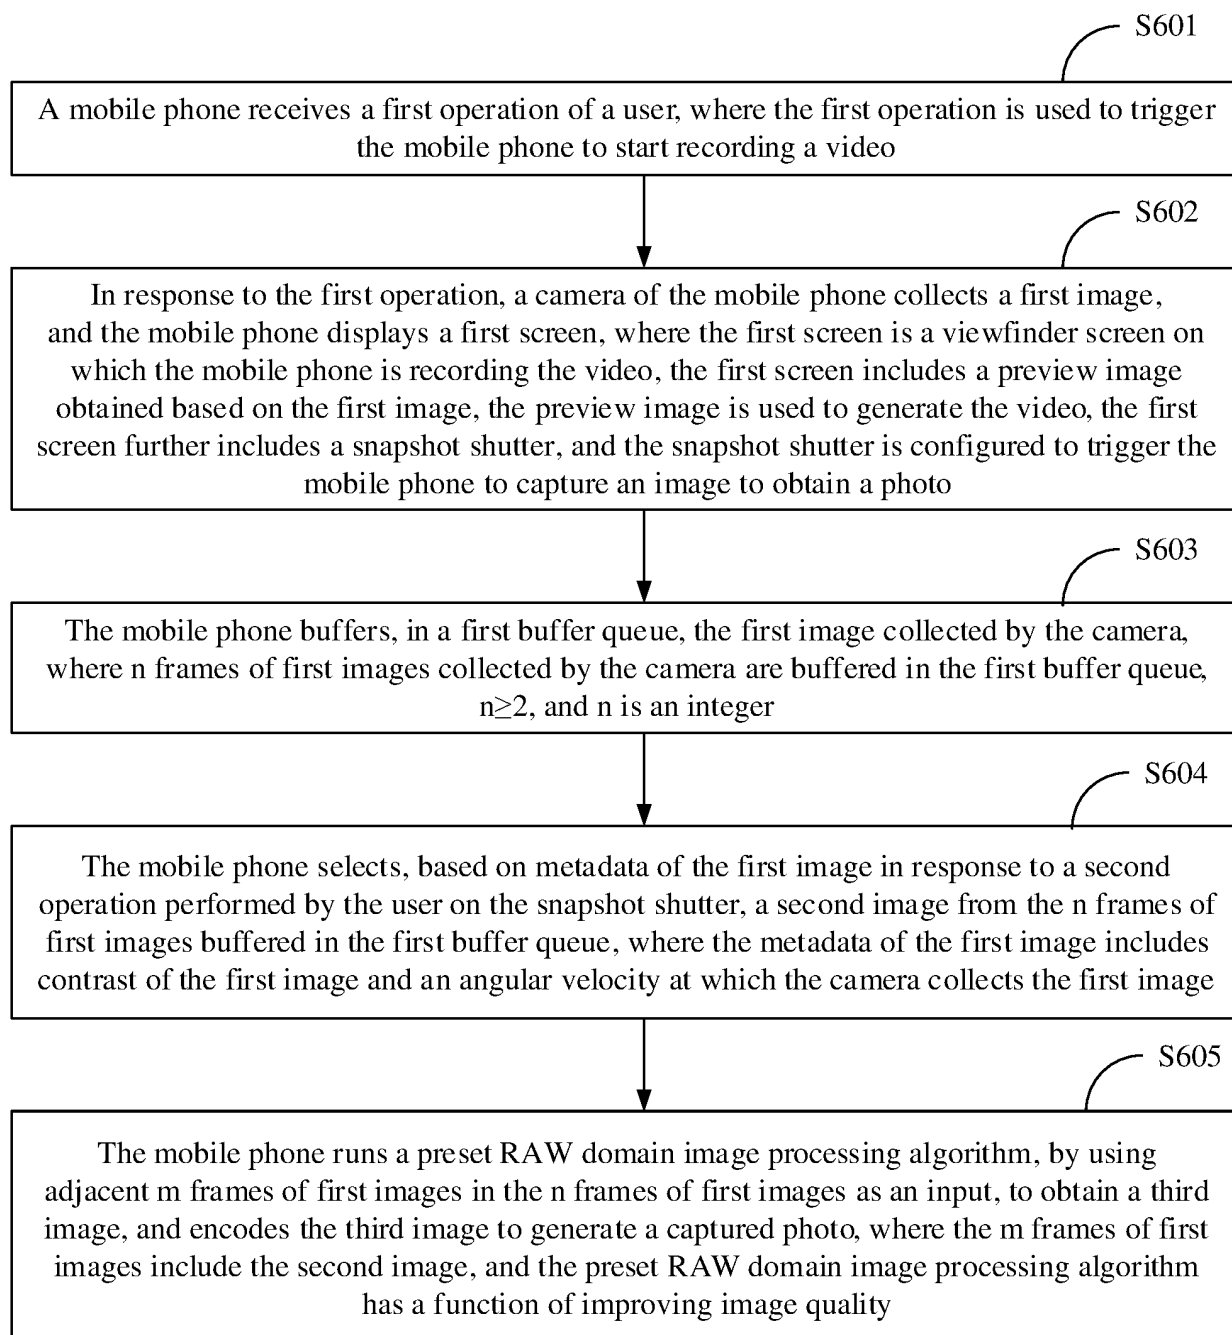 S601
A mobile phone receives a first operation of a user, where the first operation is used to trigger
the mobile phone to start recording a video
S602
In response to the first operation, a camera of the mobile phone collects a first image,
and the mobile phone displays a first screen, where the first screen is a viewfinder screen on
which the mobile phone is recording the video, the first screen includes a preview image
obtained based on the first image, the preview image is used to generate the video, the first
screen further includes a snapshot shutter, and the snapshot shutter is configured to trigger the
mobile phone to capture an image to obtain a photo
S603
The mobile phone buffers, in a first buffer queue, the first image collected by the camera,
where n frames of first images collected by the camera are buffered in the first buffer queue,
n≥2, and n is an integer
S604
The mobile phone selects, based on metadata of the first image in response to a second
operation performed by the user on the snapshot shutter, a second image from the n frames of
first images buffered in the first buffer queue, where the metadata of the first image includes
contrast of the first image and an angular velocity at which the camera collects the first image
S605
The mobile phone runs a preset RAW domain image processing algorithm, by using
adjacent m frames of first images in the n frames of first images as an input, to obtain a third
image, and encodes the third image to generate a captured photo, where the m frames of first
images include the second image, and the preset RAW domain image processing algorithm
has a function of improving image quality